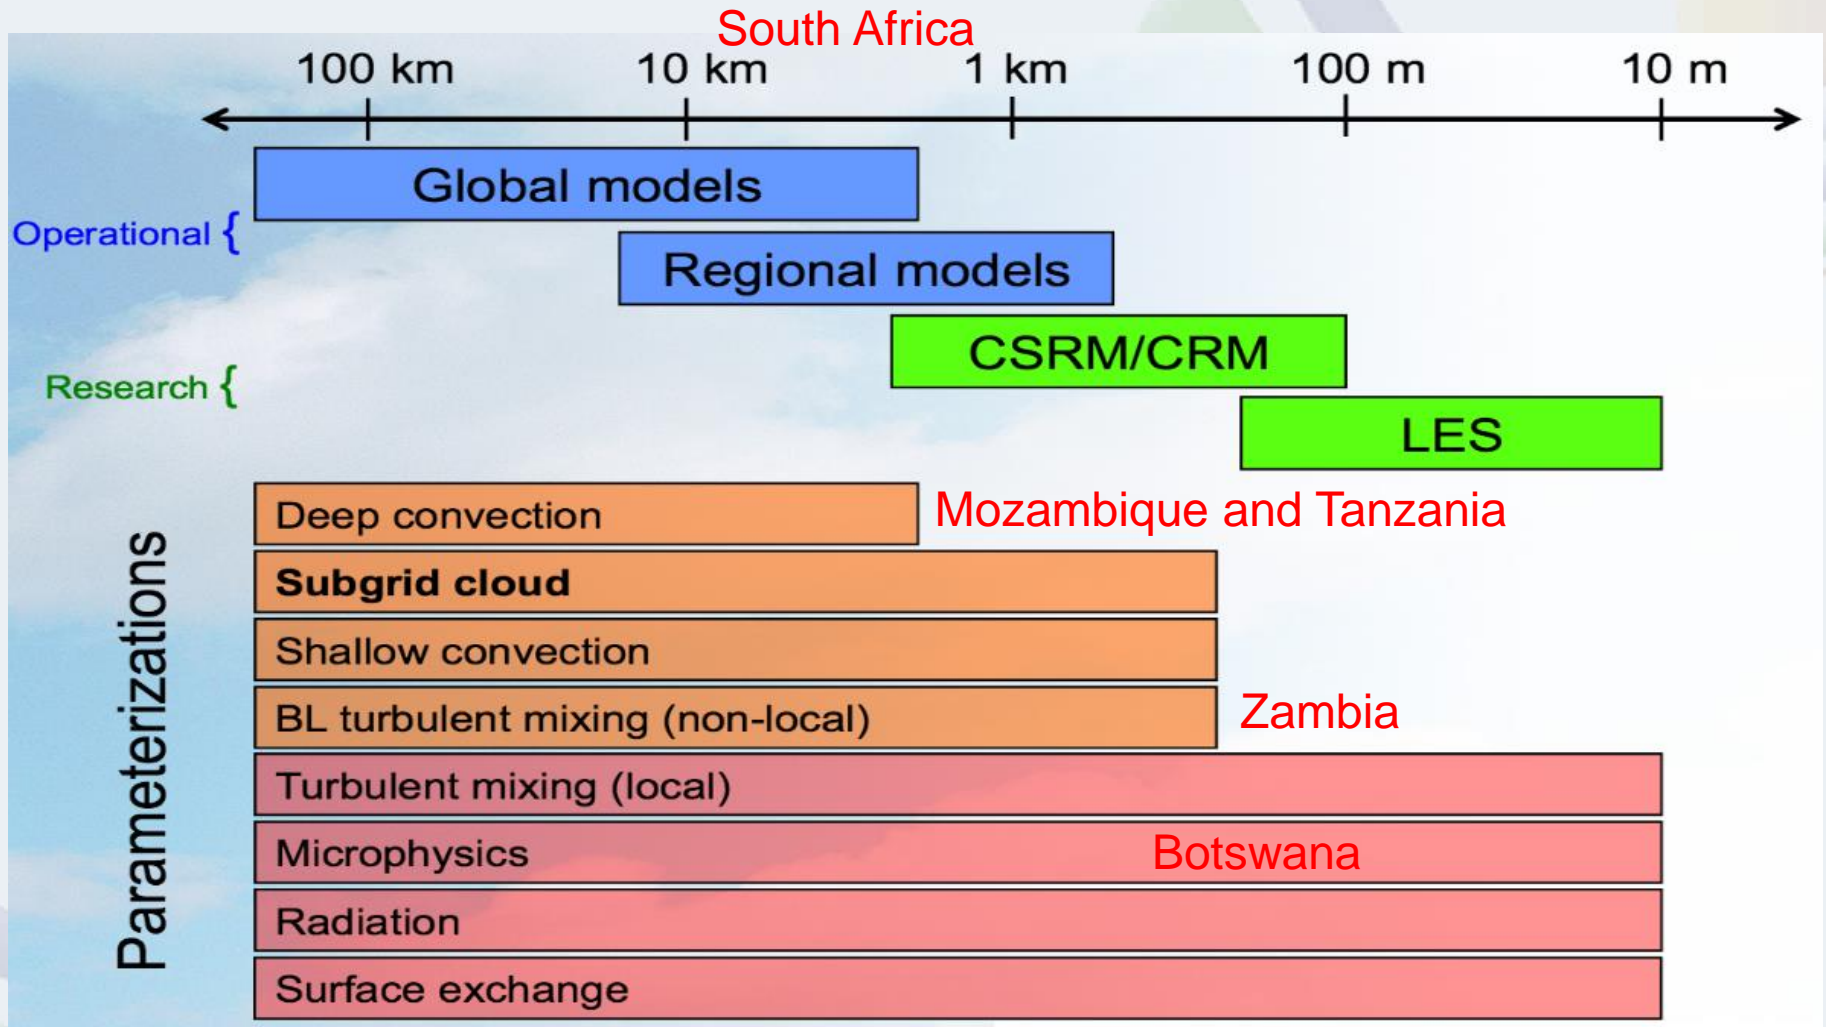 South Africa
100 km 10 km 1 km 100 m 10 m
Global models
Operational {
Regional models
CSRM/CRM
Research {
LES
Parameterizations
Deep convection Mozambique and Tanzania
Subgrid cloud
Shallow convection
BL turbulent mixing (non-local) Zambia
Turbulent mixing (local)
Microphysics Botswana
Radiation
Surface exchange